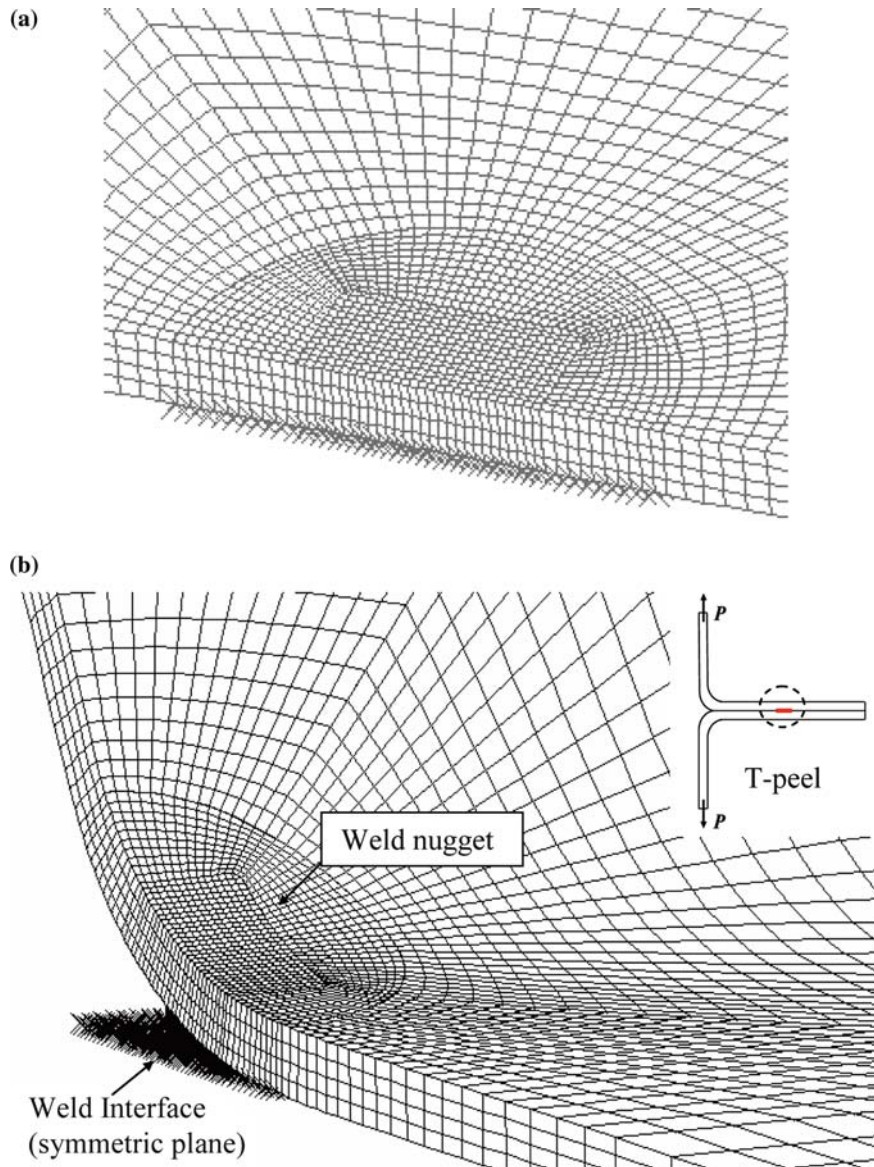 (a)
(b)
P
T-peel
P
Weld nugget
Weld Interface
(symmetric plane)